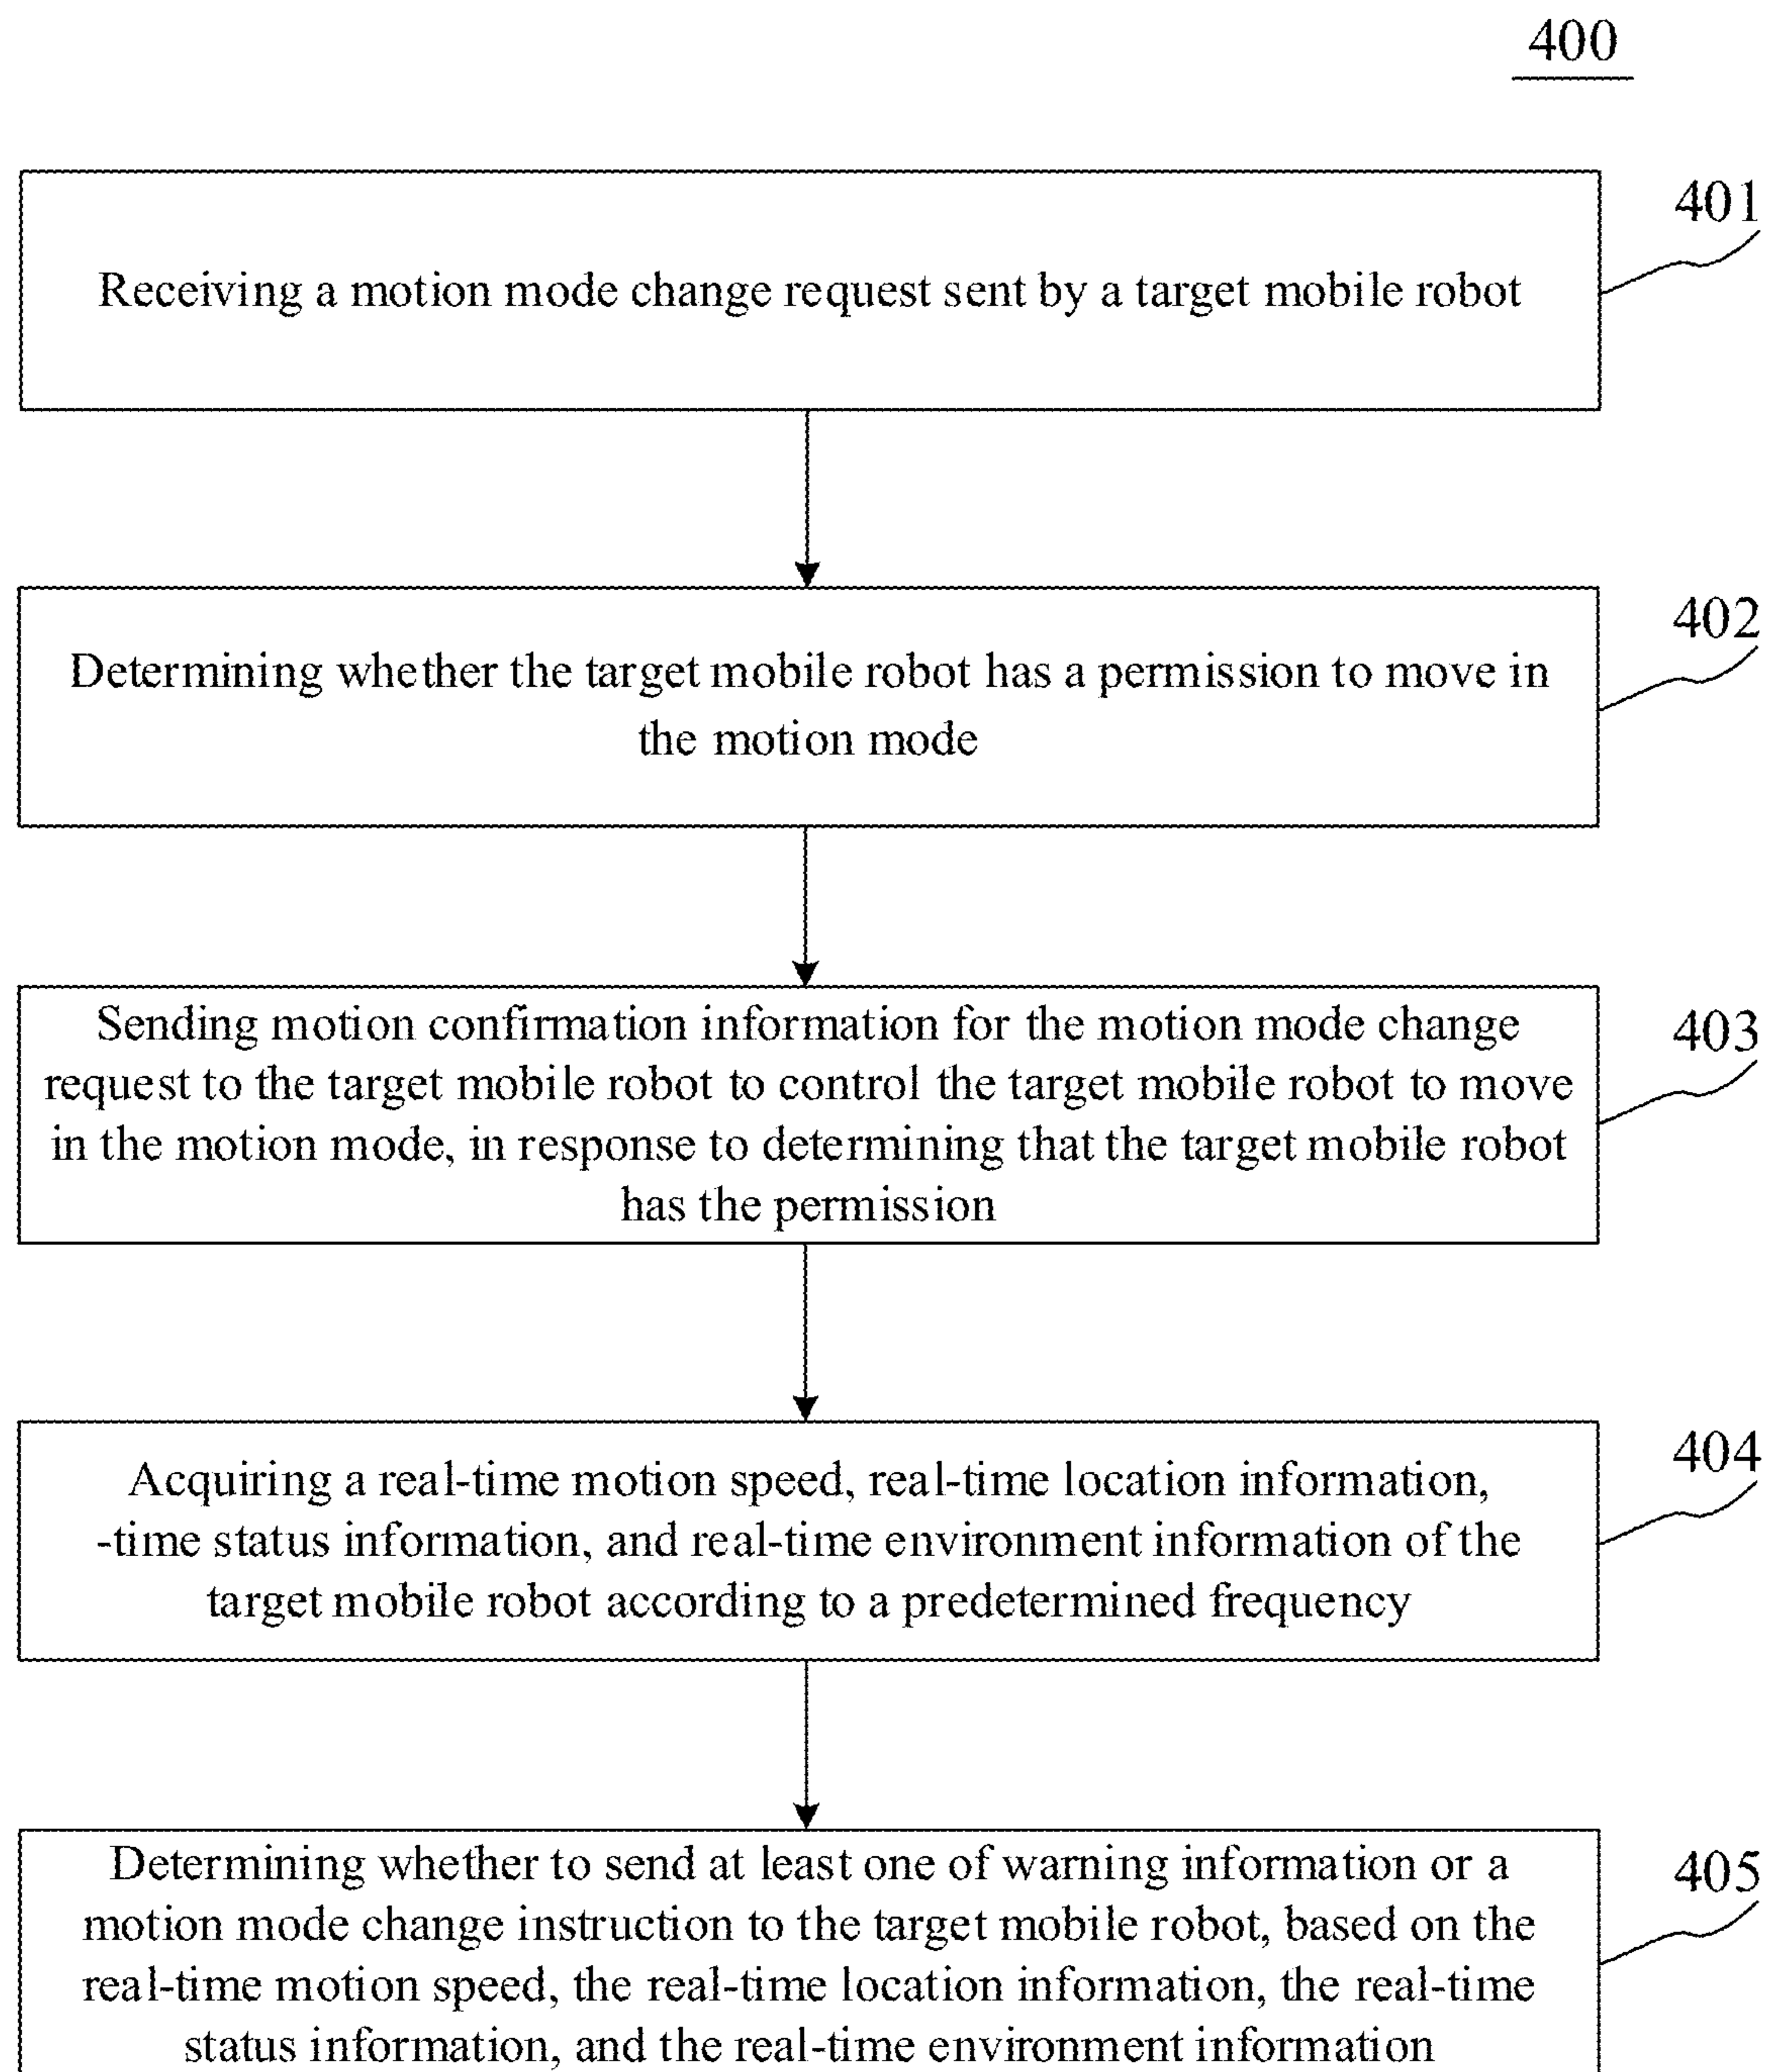 400
401
Receiving a motion mode change request sent by a target mobile robot
402
Determining whether the target mobile robot has a permission to move in
the motion mode
403
Sending motion confirmation information for the motion mode change
request to the target mobile robot to control the target mobile robot to move
in the motion mode, in response to determining that the target mobile robot
has the permission
404
Acquiring a real-time motion speed, real-time location information,
-time status information, and real-time environment information of the
target mobile robot according to a predetermined frequency
405
Determining whether to send at least one of warning information or a
motion mode change instruction to the target mobile robot, based on the
real-time motion speed, the real-time location information, the real-time
status information, and the real-time environment information